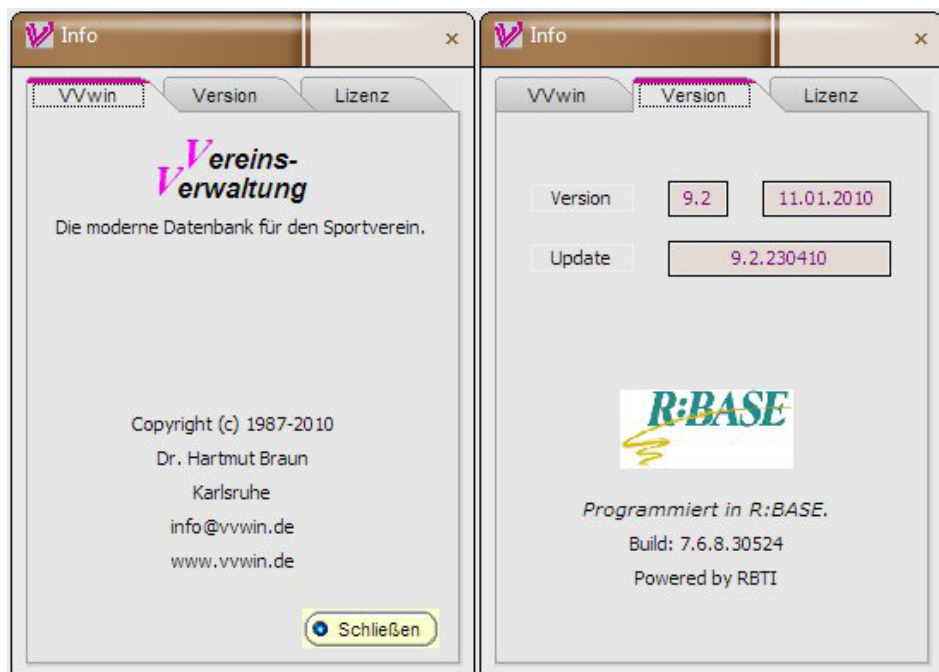 Info
VVwin Version Lizenz
Vereins-
Verwaltung
Die moderne Datenbank für den Sportverein.
Copyright (c) 1987-2010
Dr. Hartmut Braun
Karlsruhe
info@vvwin.de
www.vvwin.de
Schließen
Info
VVwin Version Lizenz
Version 9.2 11.01.2010
Update 9.2.230410
R:BASE
Programmiert in R:BASE.
Build: 7.6.8.30524
Powered by RBTI